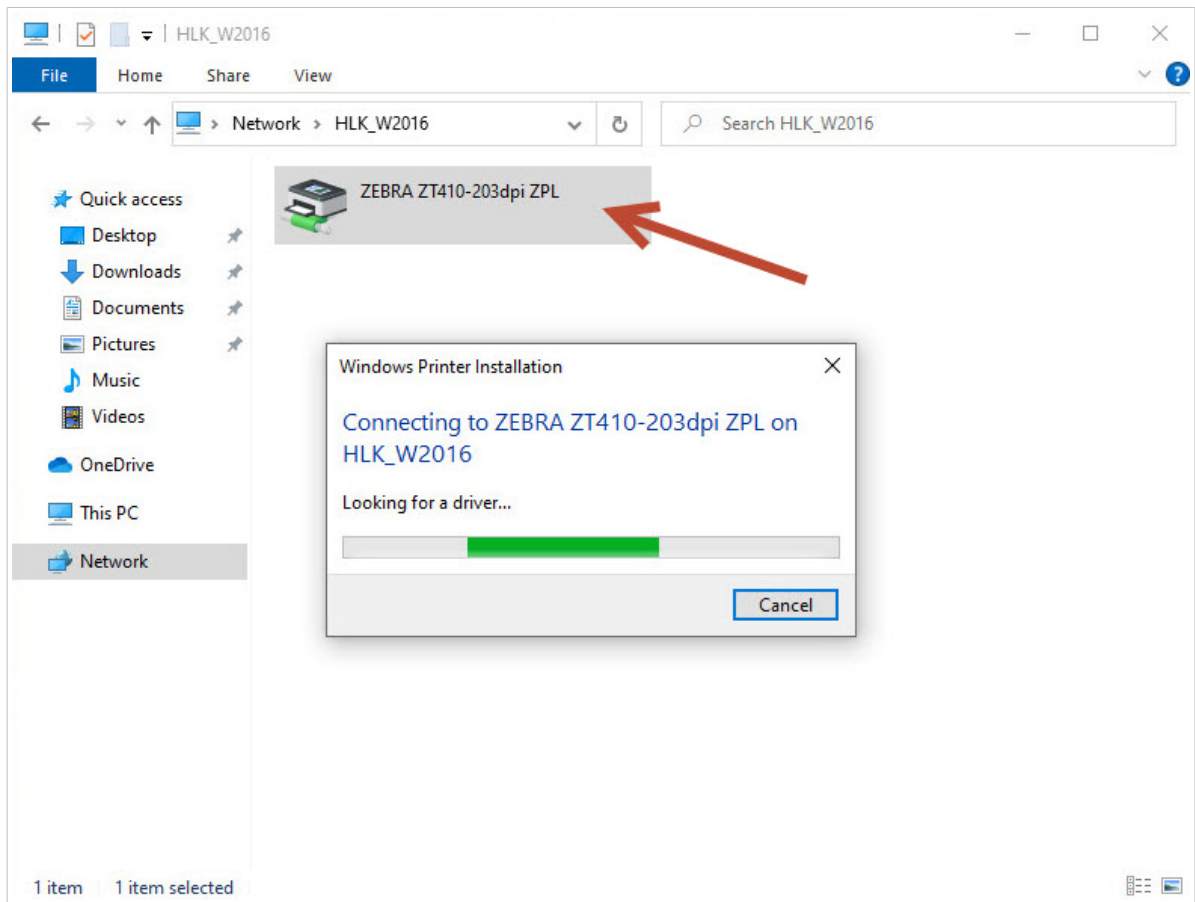 HLK_W2016
File Home Share View
Network > HLK_W2016
Search HLK_W2016
Quick access
Desktop
Downloads
Documents
Pictures
Music
Videos
OneDrive
This PC
Network
ZEBRA ZT410-203dpi ZPL
Windows Printer Installation
Connecting to ZEBRA ZT410-203dpi ZPL on
HLK_W2016
Looking for a driver...
Cancel
1 item 1 item selected